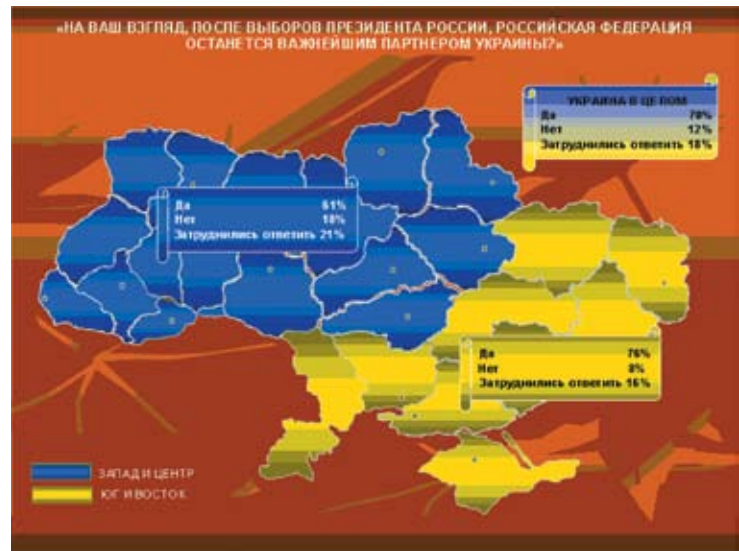 «НА ВАШ ВЗГЛЯД, ПОСЛЕ ВЫБОРОВ ПРЕЗИДЕНТА РОССИИ, РОССИЙСКАЯ ФЕДЕРАЦИЯ
ОСТАНЕТСЯ ВАЖНЕЙШИМ ПАРТНЕРОМ УКРАИНЫ?»
УКРАИНА В ЦЕЛОМ
Да 70%
Нет 12%
Затруднились ответить 18%
Да 61%
Нет 18%
Затруднились ответить 21%
Да 76%
Нет 8%
Затруднились ответить 16%
ЗАПАД И ЦЕНТР
ЮГ И ВОСТОК